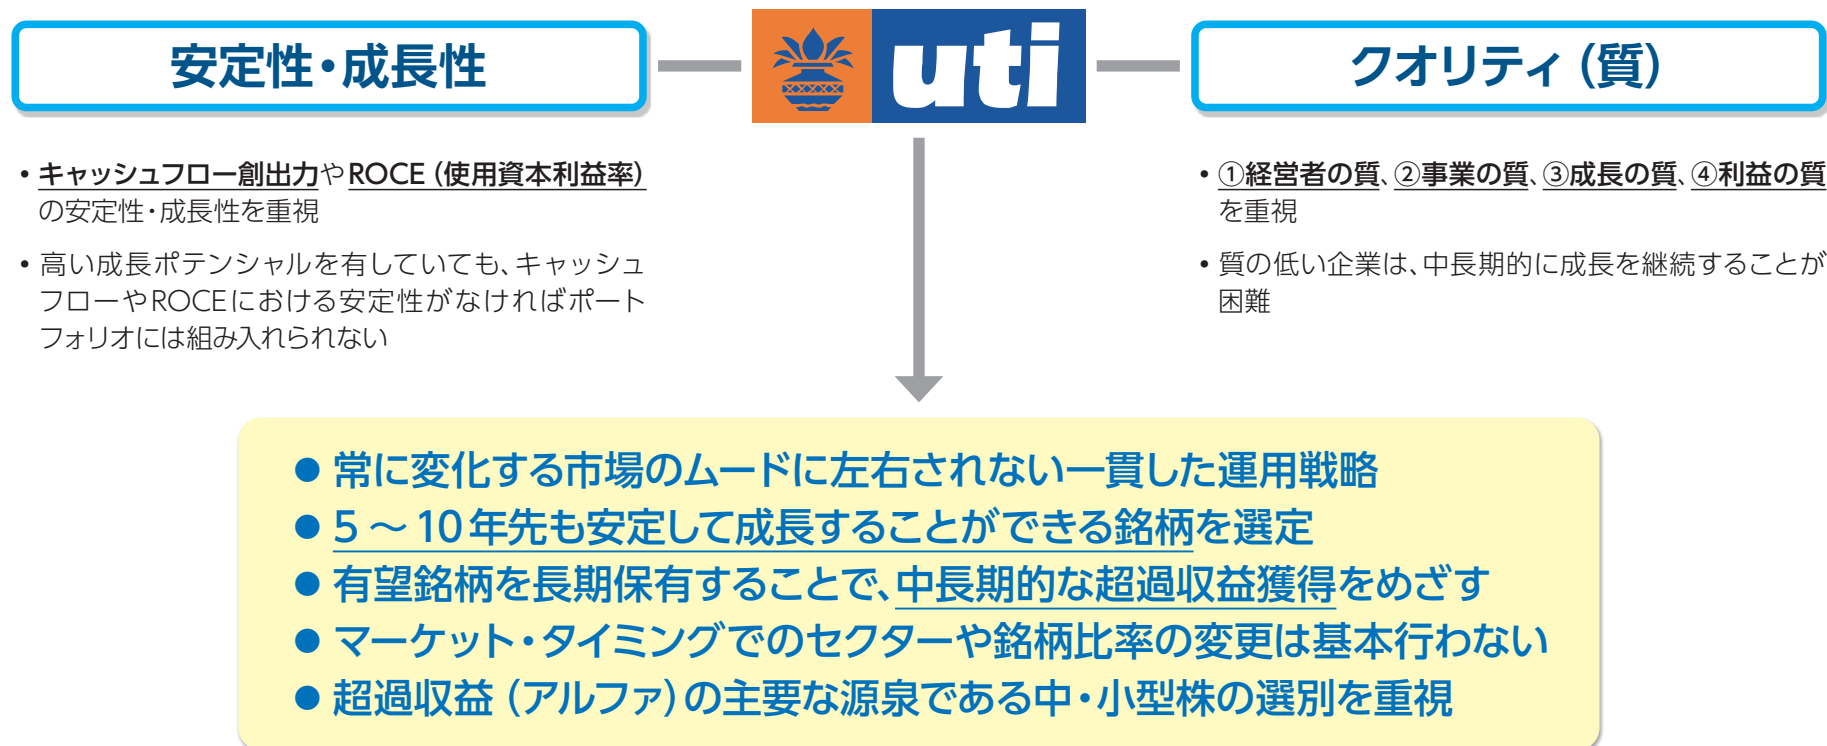 安定性・成長性
uti
クオリティ（質）
• キャッシュフロー創出力やROCE（使用資本利益率）
の安定性・成長性を重視
• 高い成長ポテンシャルを有していても、キャッシュ
フローやROCEにおける安定性がなければポート
フォリオには組み入れられない
• ①経営者の質、②事業の質、③成長の質、④利益の質
を重視
• 質の低い企業は、中長期的に成長を継続することが
困難
● 常に変化する市場のムードに左右されない一貫した運用戦略
● 5～10年先も安定して成長することができる銘柄を選定
● 有望銘柄を長期保有することで、中長期的な超過収益獲得をめざす
● マーケット・タイミングでのセクターや銘柄比率の変更は基本行わない
● 超過収益（アルファ）の主要な源泉である中・小型株の選別を重視